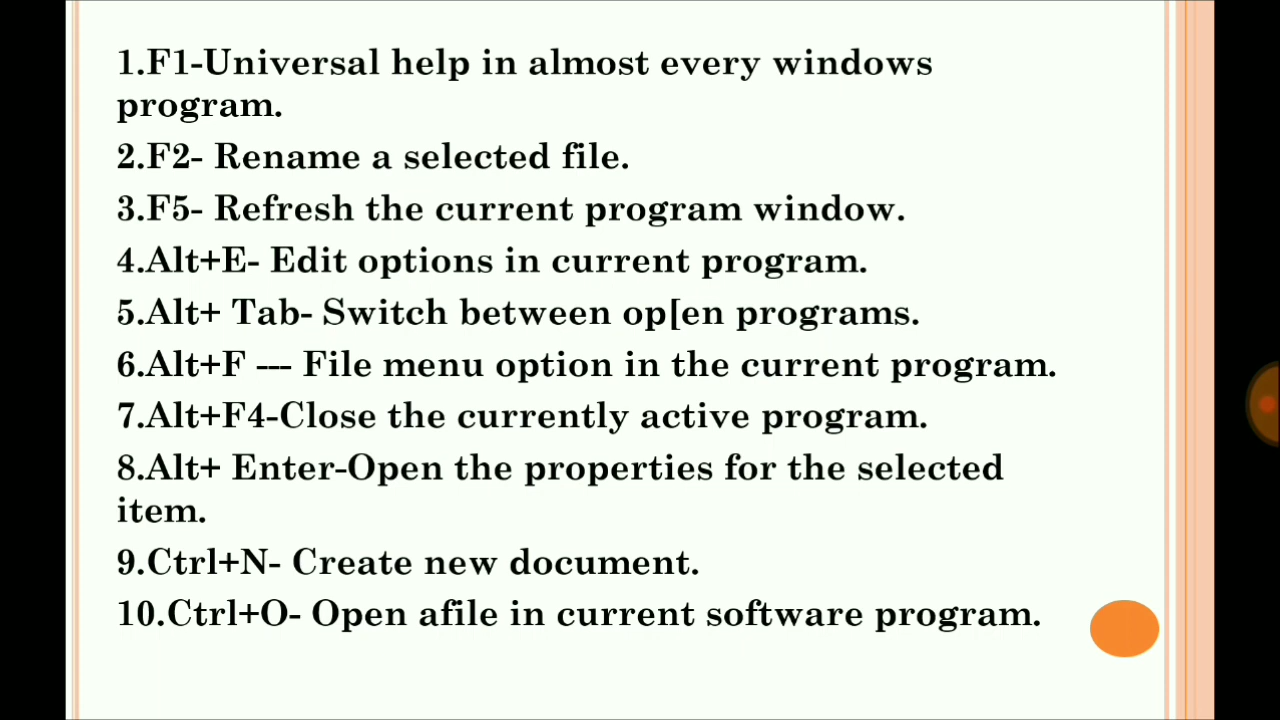 1.F1-Universal help in almost every windows
program.
2.F2- Rename a selected file.
3.F5- Refresh the current program window.
4.Alt+E- Edit options in current program.
5.Alt+ Tab- Switch between op[en programs.
6.Alt+F --- File menu option in the current program.
7.Alt+F4-Close the currently active program.
8.Alt+ Enter-Open the properties for the selected
item.
9.Ctrl+N- Create new document.
10.Ctrl+O- Open afile in current software program.